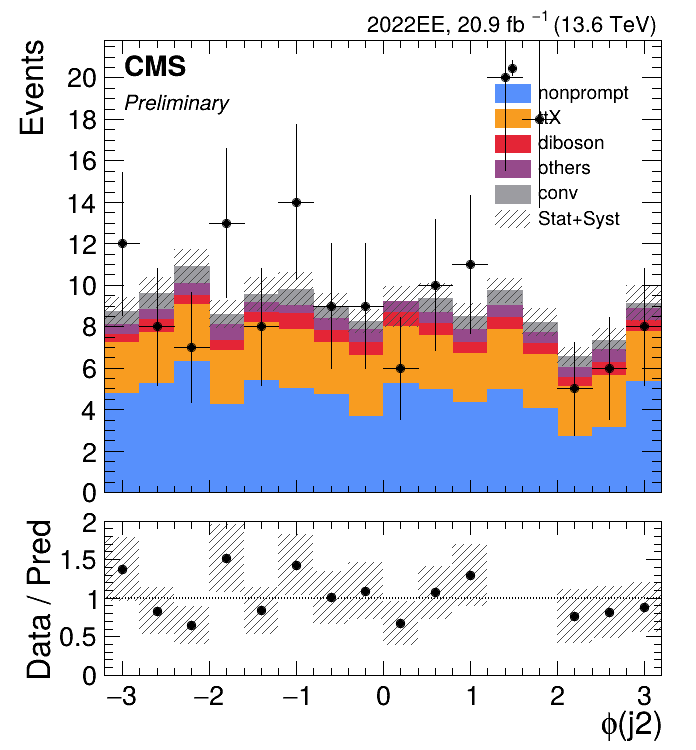 2022EE, 20.9 fb⁻¹ (13.6 TeV)
Events
CMS
Preliminary
nonprompt
ttX
diboson
others
conv
Stat+Syst
20
18
16
14
12
10
8
6
4
2
0
Data / Pred
2
1.5
1
0.5
0
−3 −2 −1 0 1 2 3
ϕ(j2)